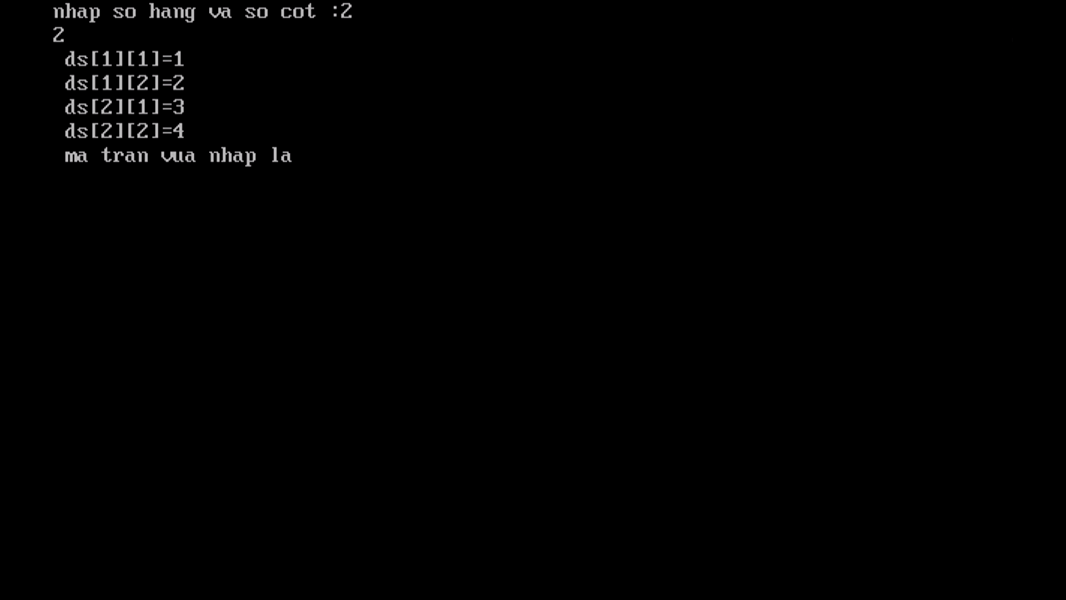 nhap so hang va so cot :2
2
ds[1][1]=1
ds[1][2]=2
ds[2][1]=3
ds[2][2]=4
ma tran vua nhap la